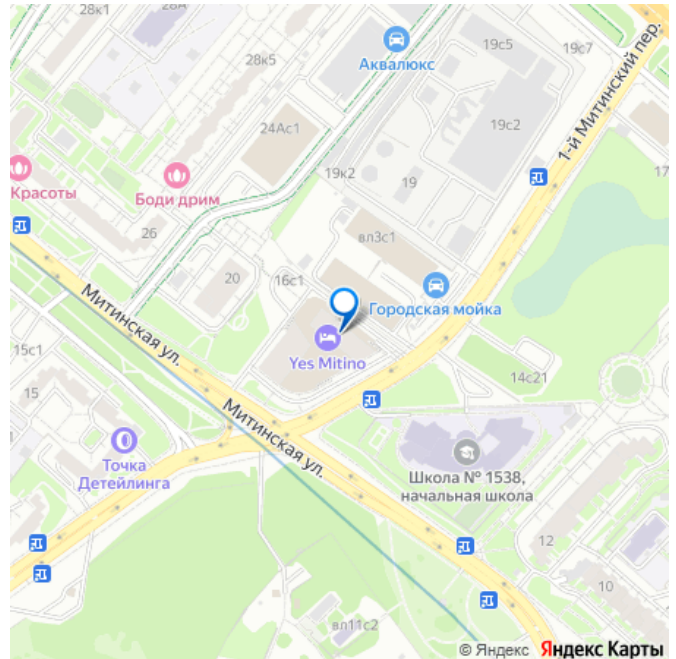 28к1
28А
Аквалюкс
19с5
19с7
1-й Митинский пер.
28к5
24Ас1
19с2
19к2
19
17
Красоты
Боди дрим
26
вл3с1
20
16с1
Городская мойка
Митинская ул.
Yes Mitino
15с1
15
14с21
Митинская ул.
Точка
Детейлинга
Школа № 1538,
начальная школа
12
10
вл11с2
© Яндекс Яндекс Карты